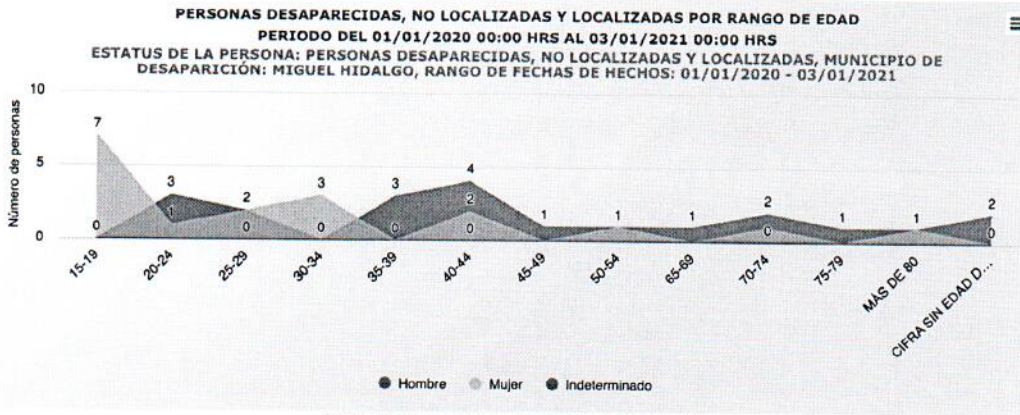 PERSONAS DESAPARECIDAS, NO LOCALIZADAS Y LOCALIZADAS POR RANGO DE EDAD
PERIODO DEL 01/01/2020 00:00 HRS AL 03/01/2021 00:00 HRS
ESTATUS DE LA PERSONA: PERSONAS DESAPARECIDAS, NO LOCALIZADAS Y LOCALIZADAS, MUNICIPIO DE
DESAPARICIÓN: MIGUEL HIDALGO, RANGO DE FECHAS DE HECHOS: 01/01/2020 - 03/01/2021
Número de personas
10
5
0
7 3 2 3 3 4 1 1 1 2 1 1 2
0 1 0 0 0 2 0 0 0
15-19 20-24 25-29 30-34 35-39 40-44 45-49 50-54 65-69 70-74 75-79 MÁS DE 80 CIFRA SIN EDAD D...
Hombre Mujer Indeterminado